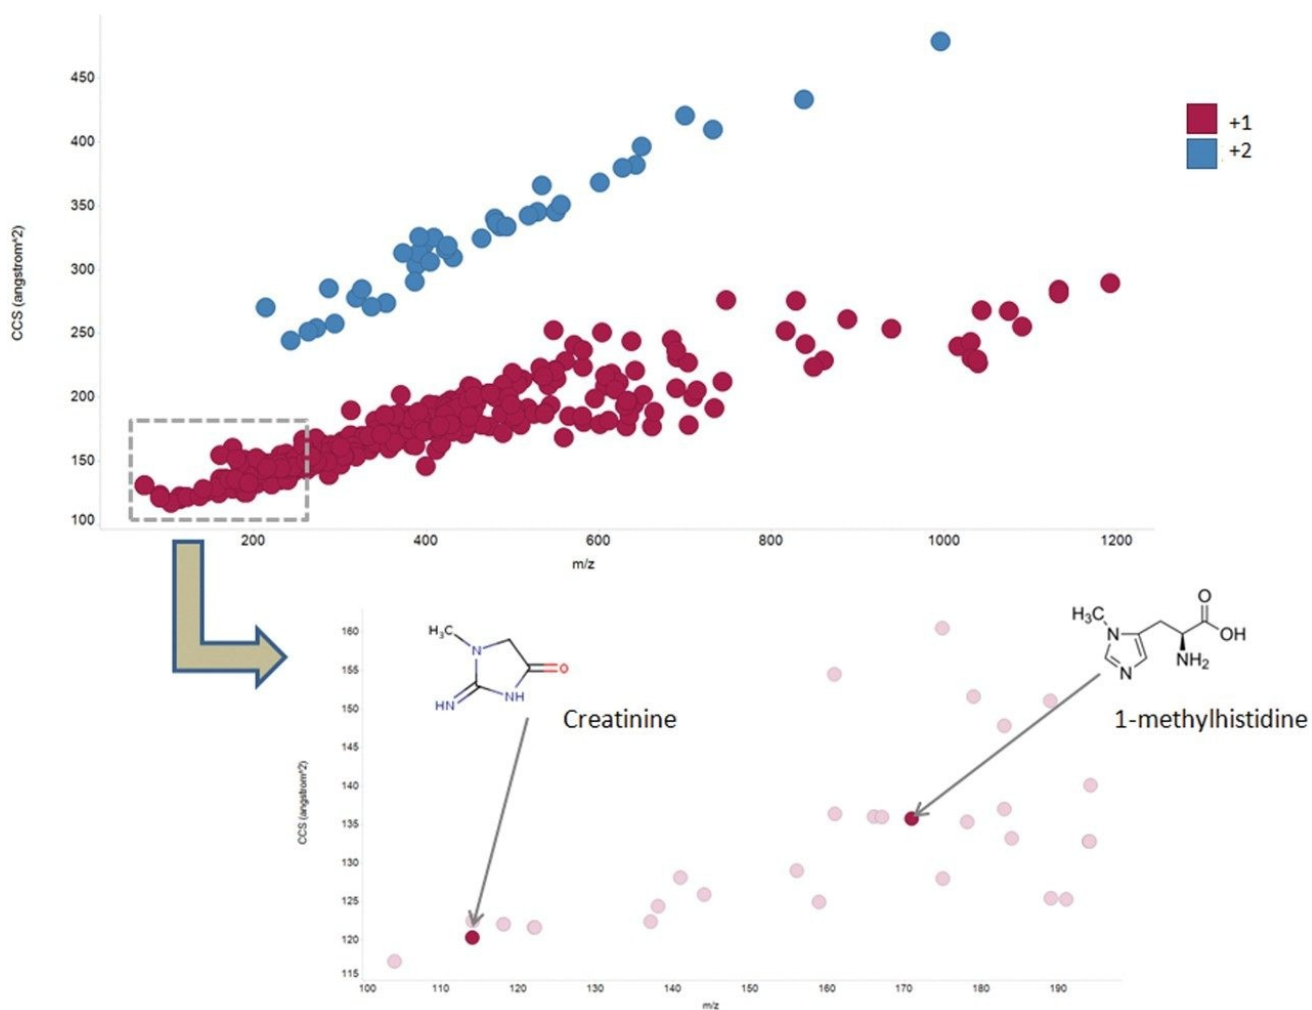 450
400
350
300
250
200
150
100
CCS (angstrom^2)
200 400 600 800 1000 1200
m/z
+1
+2
160
155
150
145
140
135
130
125
120
115
CCS (angstrom^2)
100 110 120 130 140 150 160 170 180 190
m/z
H₃C
N
O
HN
NH
Creatinine
H₃C
N
N
O
OH
NH₂
1-methylhistidine